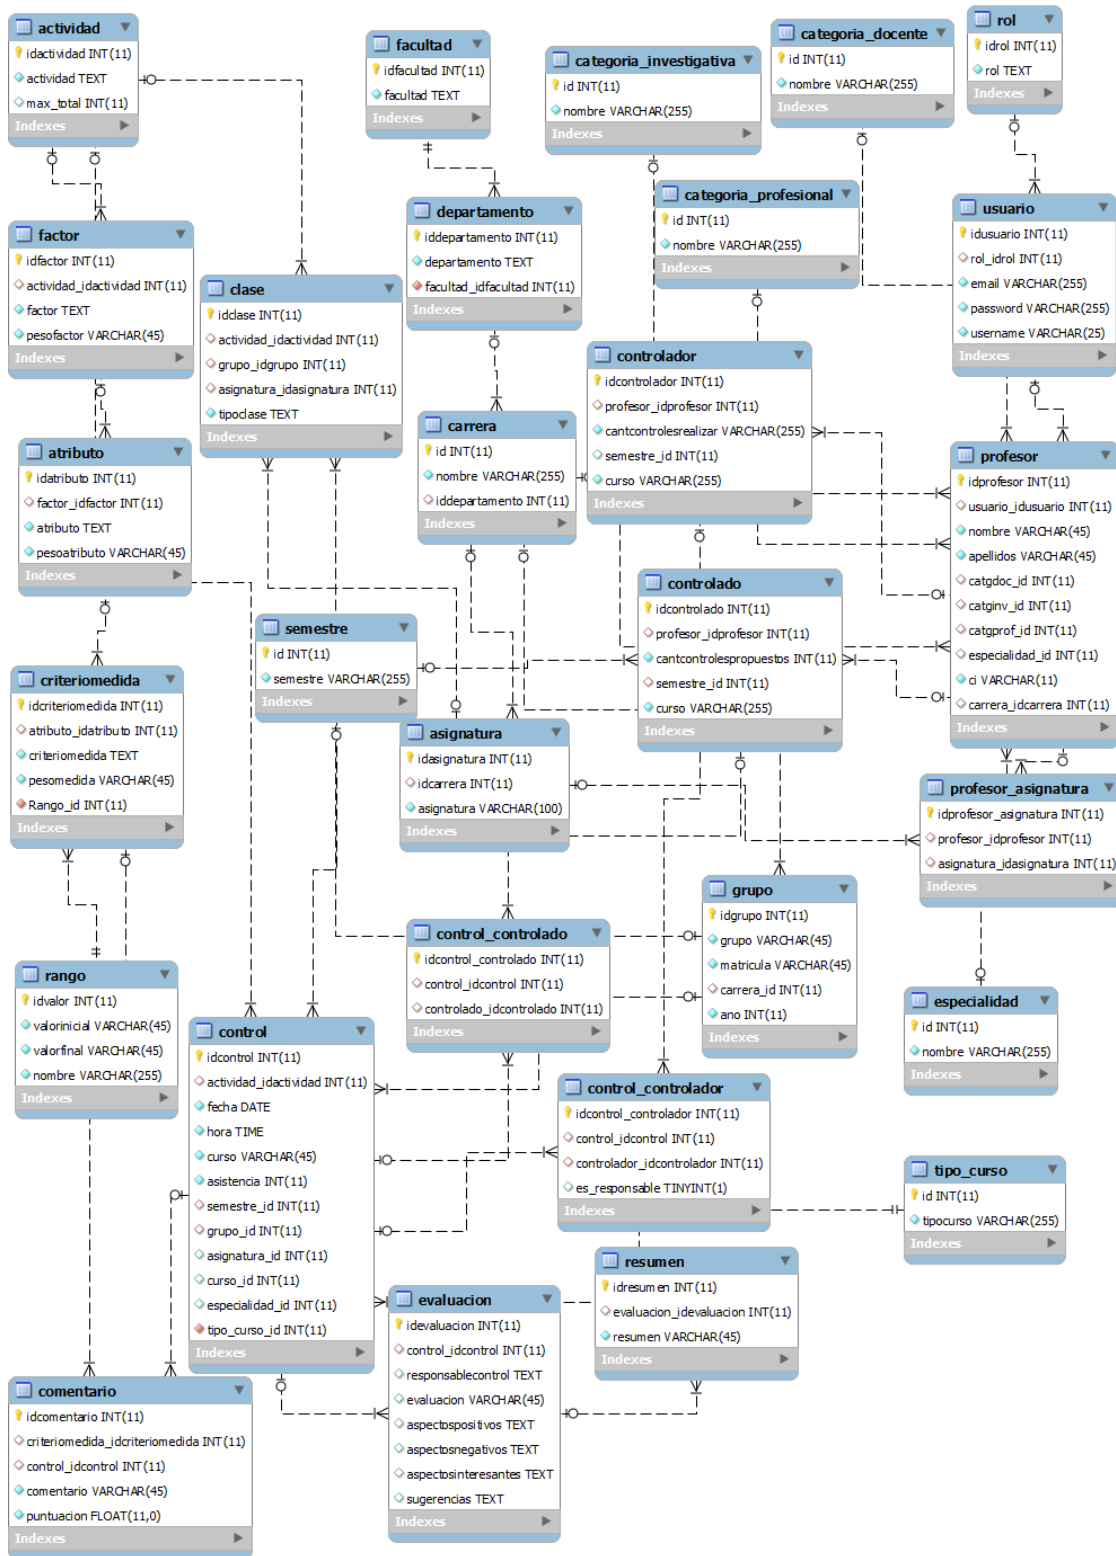 actividad
idactividad INT(11)
actividad TEXT
max_total INT(11)
Indexes
facultad
idfacultad INT(11)
facultad TEXT
Indexes
categoria_investigativa
id INT(11)
nombre VARCHAR(255)
Indexes
categoria_docente
id INT(11)
nombre VARCHAR(255)
Indexes
rol
idrol INT(11)
rol TEXT
Indexes
factor
idfactor INT(11)
actividad_idactividad INT(11)
factor TEXT
pesofactor VARCHAR(45)
Indexes
clase
idclase INT(11)
actividad_idactividad INT(11)
grupo_idgrupo INT(11)
asignatura_idasignatura INT(11)
tipoclase TEXT
Indexes
departamento
iddepartamento INT(11)
departamento TEXT
facultad_idfacultad INT(11)
Indexes
categoria_profesional
id INT(11)
nombre VARCHAR(255)
Indexes
usuario
idusuario INT(11)
rol_idrol INT(11)
email VARCHAR(255)
password VARCHAR(255)
username VARCHAR(25)
Indexes
controlador
idcontrolador INT(11)
profesor_idprofesor INT(11)
cantcontrolesrealizar VARCHAR(255)
semestre_id INT(11)
curso VARCHAR(255)
Indexes
atributo
idatributo INT(11)
factor_idfactor INT(11)
atributo TEXT
pesoatributo VARCHAR(45)
Indexes
carrera
id INT(11)
nombre VARCHAR(255)
iddepartamento INT(11)
Indexes
profesor
idprofesor INT(11)
usuario_idusuario INT(11)
nombre VARCHAR(45)
apellidos VARCHAR(45)
catgdoc_id INT(11)
catginv_id INT(11)
catgprof_id INT(11)
especialidad_id INT(11)
ci VARCHAR(11)
carrera_idcarrera INT(11)
Indexes
controlado
idcontrolado INT(11)
profesor_idprofesor INT(11)
cantcontrolespropuestos INT(11)
semestre_id INT(11)
curso VARCHAR(255)
Indexes
semestre
id INT(11)
semestre VARCHAR(255)
Indexes
criteriomedida
idcriteriomedida INT(11)
atributo_idatributo INT(11)
criteriomedida TEXT
pesomedida VARCHAR(45)
Rango_id INT(11)
Indexes
asignatura
idasignatura INT(11)
idcarrera INT(11)
asignatura VARCHAR(100)
Indexes
profesor_asignatura
idprofesor_asignatura INT(11)
profesor_idprofesor INT(11)
asignatura_idasignatura INT(11)
Indexes
grupo
idgrupo INT(11)
grupo VARCHAR(45)
matricula VARCHAR(45)
carrera_id INT(11)
ano INT(11)
Indexes
control_controlado
idcontrol_controlado INT(11)
control_idcontrol INT(11)
controlado_idcontrolado INT(11)
Indexes
rango
idvalor INT(11)
valorinicial VARCHAR(45)
valorfinal VARCHAR(45)
nombre VARCHAR(255)
Indexes
especialidad
id INT(11)
nombre VARCHAR(255)
Indexes
control
idcontrol INT(11)
actividad_idactividad INT(11)
fecha DATE
hora TIME
curso VARCHAR(45)
asistencia INT(11)
semestre_id INT(11)
grupo_id INT(11)
asignatura_id INT(11)
curso_id INT(11)
especialidad_id INT(11)
tipo_curso_id INT(11)
Indexes
control_controlador
idcontrol_controlador INT(11)
control_idcontrol INT(11)
controlador_idcontrolador INT(11)
es_responsable TINYINT(1)
Indexes
tipo_curso
id INT(11)
tipocurso VARCHAR(255)
Indexes
resumen
idresumen INT(11)
evaluacion_idevaluacion INT(11)
resumen VARCHAR(45)
Indexes
evaluacion
idevaluacion INT(11)
control_idcontrol INT(11)
responsablecontrol TEXT
evaluacion VARCHAR(45)
aspectospositivos TEXT
aspectosnegativos TEXT
aspectosinteresantes TEXT
sugerencias TEXT
Indexes
comentario
idcomentario INT(11)
criteriomedida_idcriteriomedida INT(11)
control_idcontrol INT(11)
comentario VARCHAR(45)
puntuacion FLOAT(11,0)
Indexes